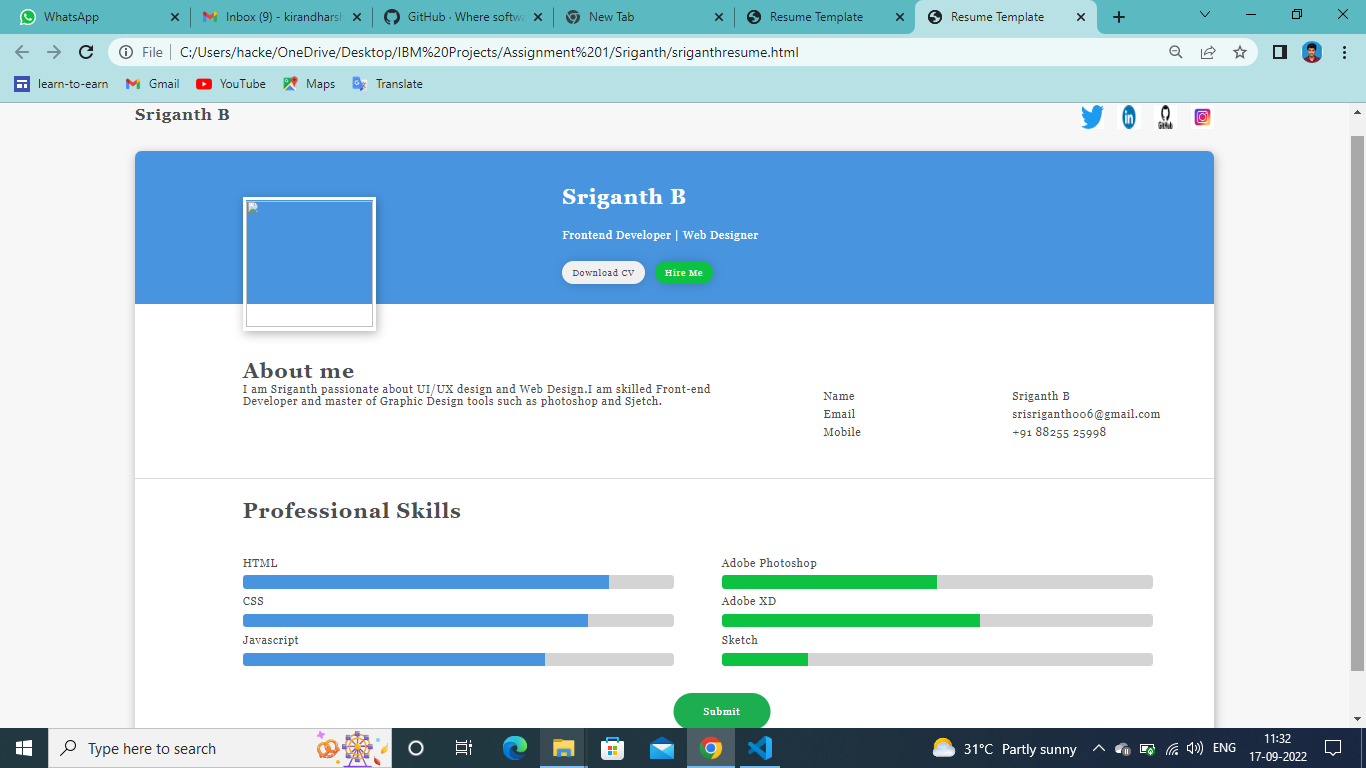 WhatsApp
Inbox (9) - kirandharsh
GitHub · Where softw
New Tab
Resume Template
Resume Template
File
C:/Users/hacke/OneDrive/Desktop/IBM%20Projects/Assignment%201/Sriganth/sriganthresume.html
learn-to-earn
Gmail
YouTube
Maps
Translate
Sriganth B
in
GitHub
Sriganth B
Frontend Developer | Web Designer
Download CV
Hire Me
About me
I am Sriganth passionate about UI/UX design and Web Design.I am skilled Front-end
Developer and master of Graphic Design tools such as photoshop and Sjetch.
Name Sriganth B
Email srisriganth006@gmail.com
Mobile +91 88255 25998
Professional Skills
HTML
Adobe Photoshop
CSS
Adobe XD
Javascript
Sketch
Submit
Type here to search
31°C Partly sunny
ENG
11:32
17-09-2022